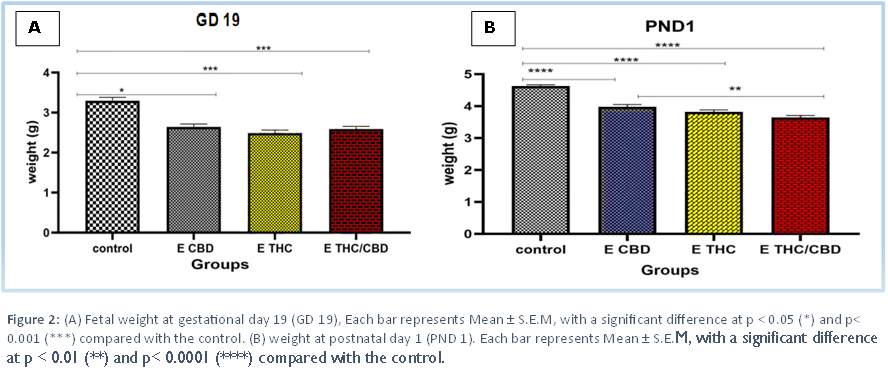 A
GD 19
***
***
*
weight (g)
4
3
2
1
0
control
E CBD
E THC
E THC/CBD
Groups
B
PND1
****
****
****
**
weight (g)
5
4
3
2
1
0
control
E CBD
E THC
E THC/CBD
Groups
Figure 2: (A) Fetal weight at gestational day 19 (GD 19), Each bar represents Mean ± S.E.M, with a significant difference at p < 0.05 (*) and p<
0.001 (***) compared with the control. (B) weight at postnatal day 1 (PND 1). Each bar represents Mean ± S.E.M, with a significant difference
at p < 0.01 (**) and p< 0.0001 (****) compared with the control.